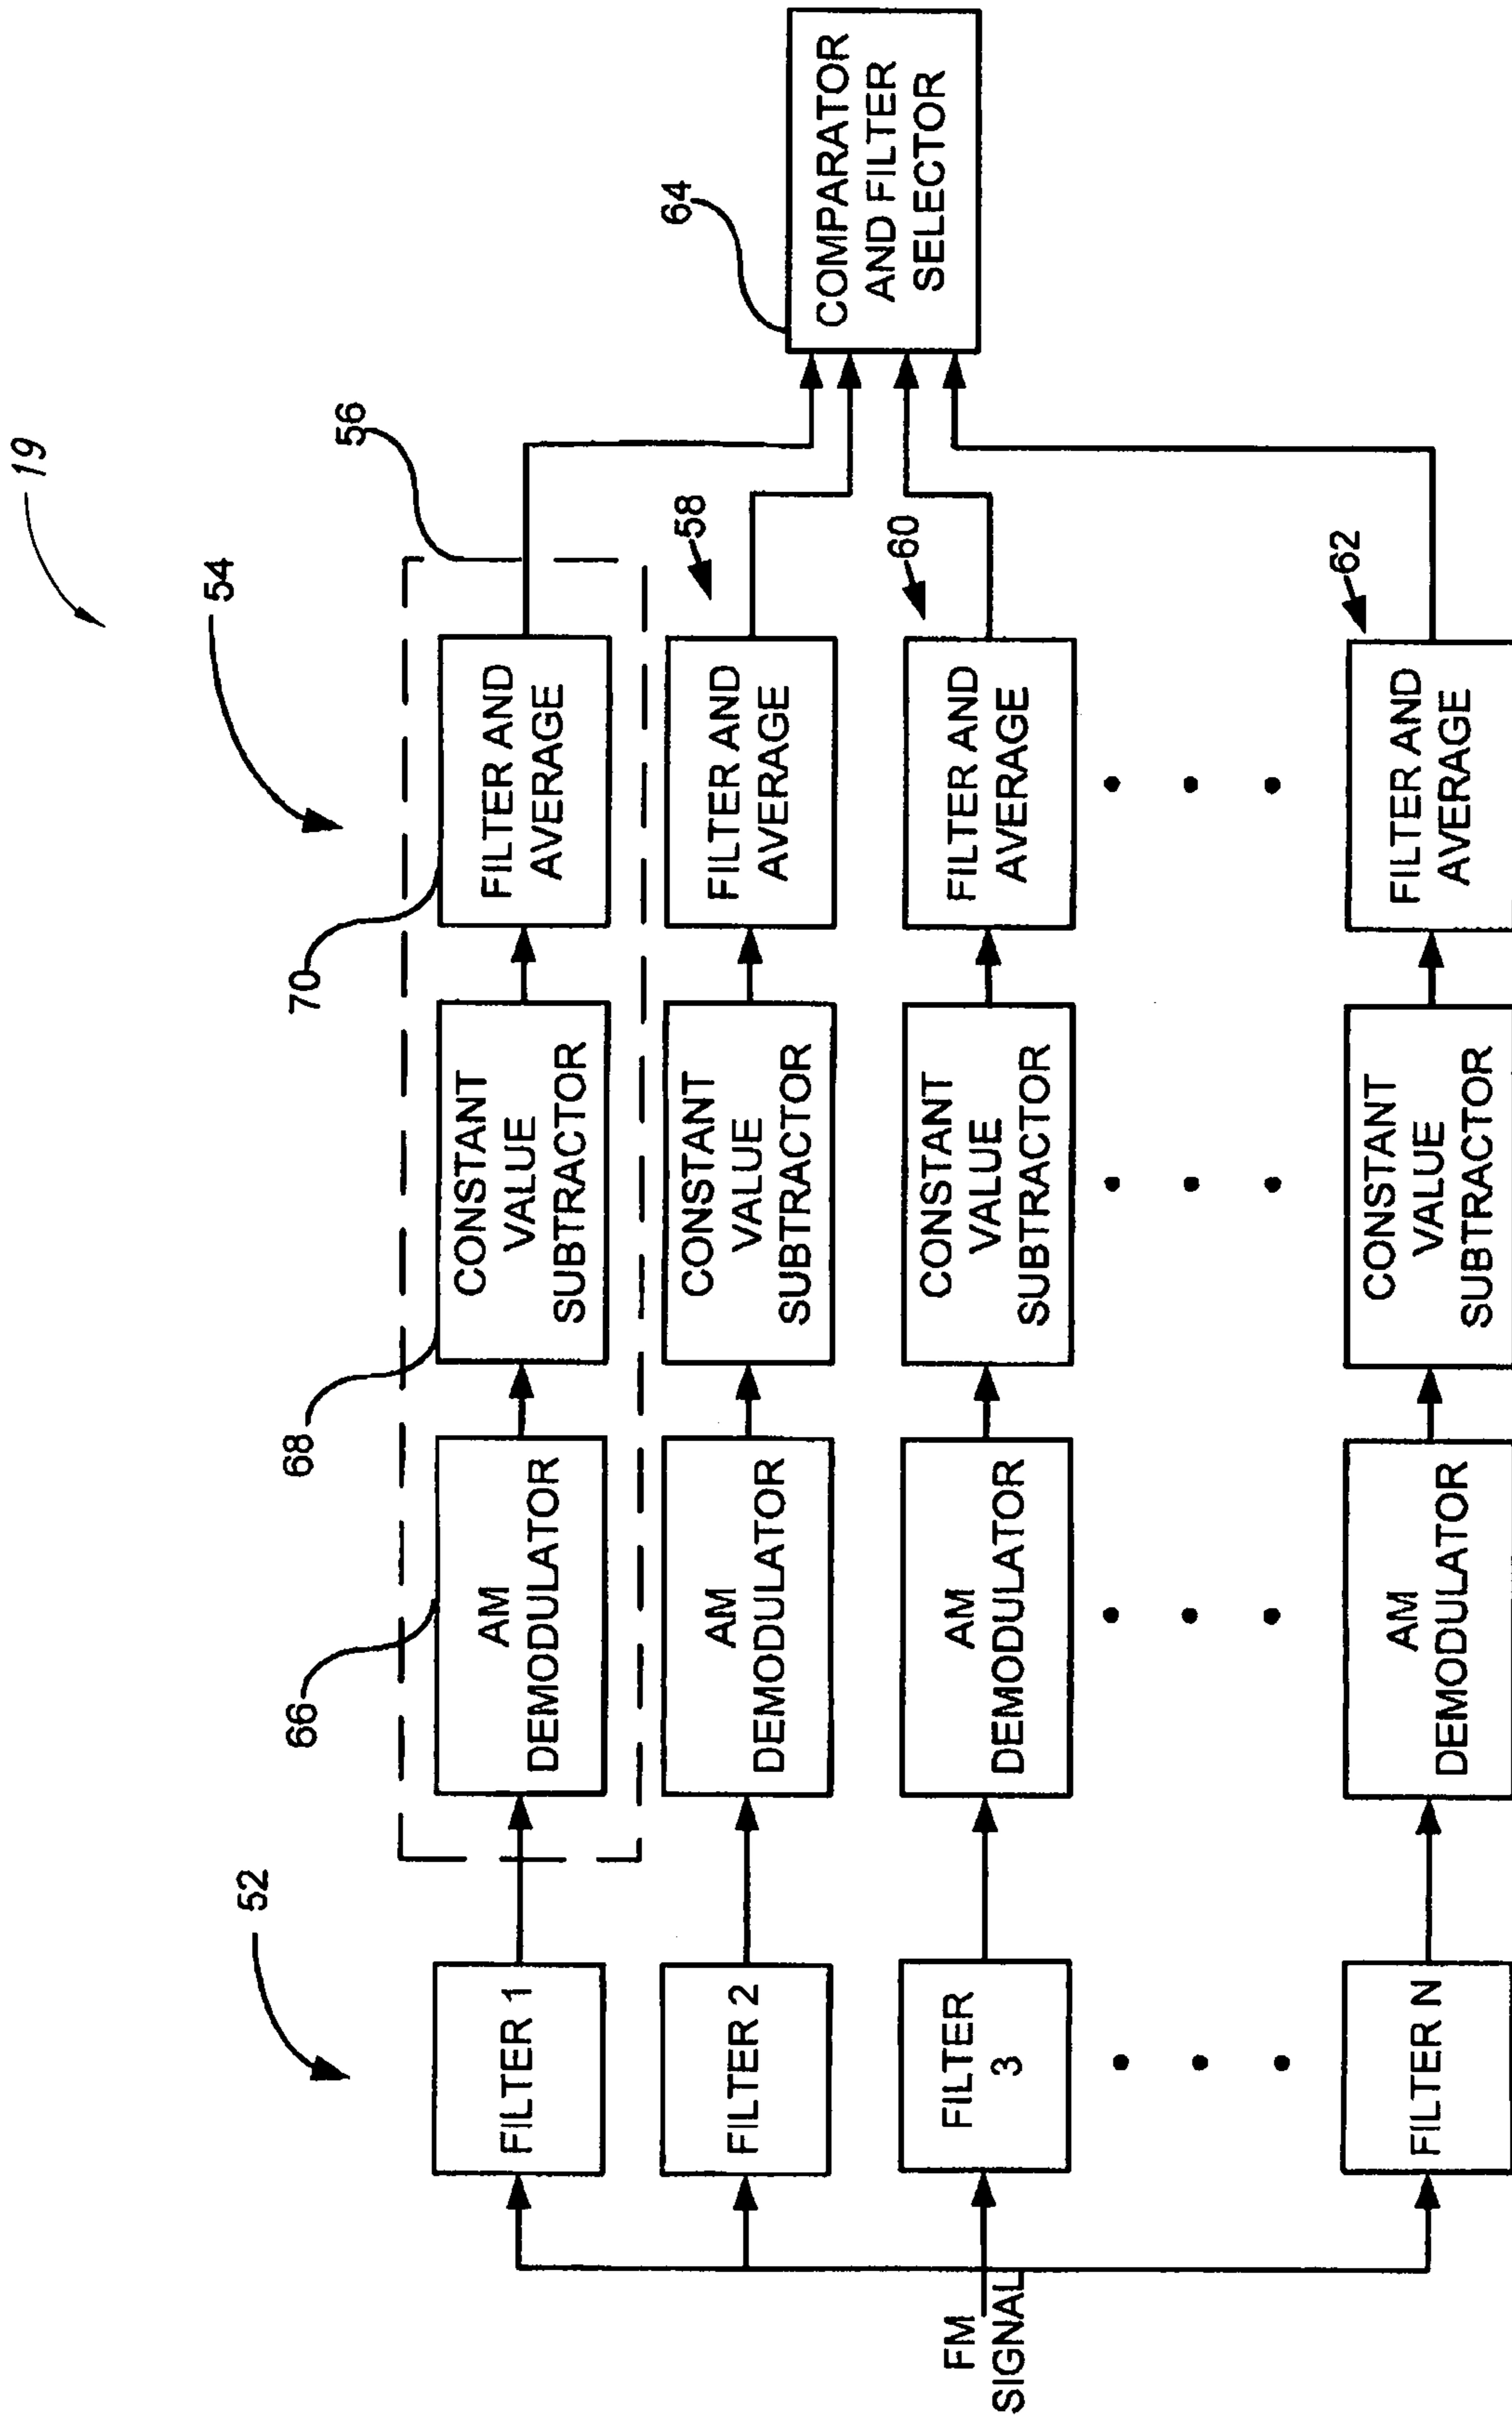 19
54
56
52
66
68
70
FILTER 1
AM
DEMODULATOR
CONSTANT
VALUE
SUBTRACTOR
FILTER AND
AVERAGE
58
64
FILTER 2
AM
DEMODULATOR
CONSTANT
VALUE
SUBTRACTOR
FILTER AND
AVERAGE
COMPARATOR
AND FILTER
SELECTOR
60
FM
SIGNAL
FILTER
3
AM
DEMODULATOR
CONSTANT
VALUE
SUBTRACTOR
FILTER AND
AVERAGE
62
FILTER N
AM
DEMODULATOR
CONSTANT
VALUE
SUBTRACTOR
FILTER AND
AVERAGE